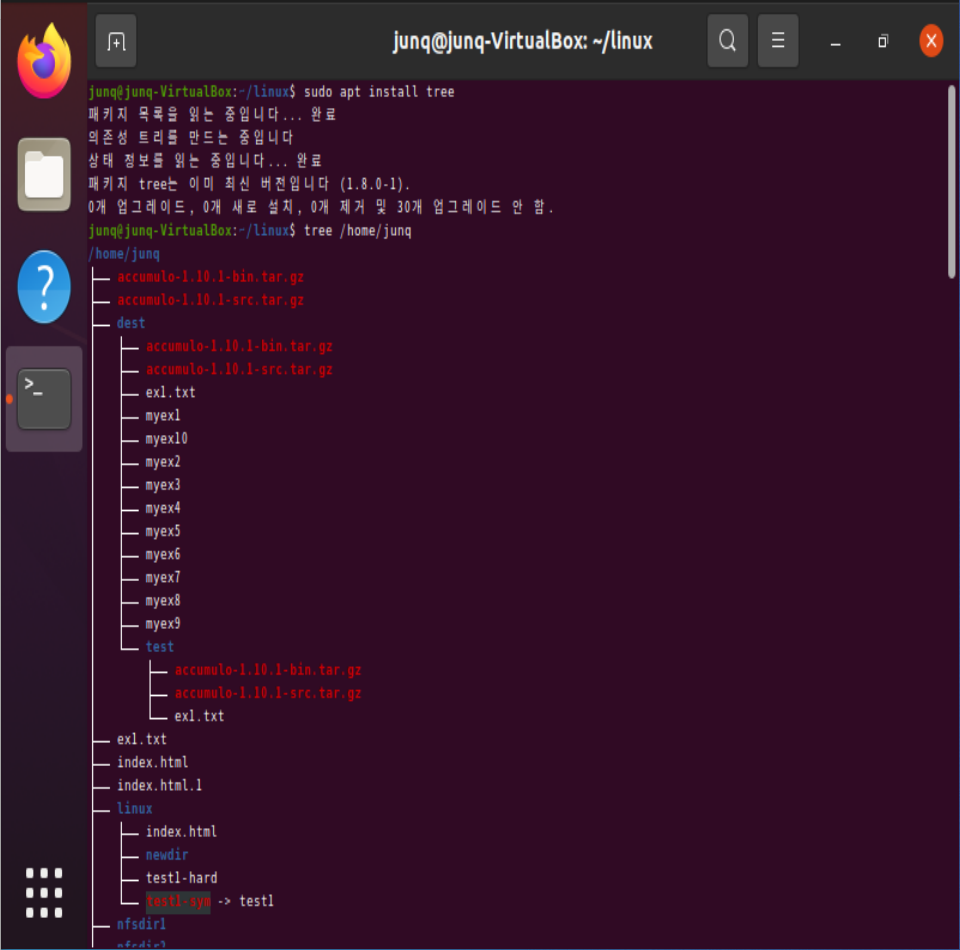 junq@junq-VirtualBox: ~/linux
junq@junq-VirtualBox:~/linux$ sudo apt install tree
패키지 목록을 읽는 중입니다... 완료
의존성 트리를 만드는 중입니다
상태 정보를 읽는 중입니다... 완료
패키지 tree는 이미 최신 버전입니다 (1.8.0-1).
0개 업그레이드, 0개 새로 설치, 0개 제거 및 30개 업그레이드 안 함.
junq@junq-VirtualBox:~/linux$ tree /home/junq
/home/junq
├── accumulo-1.10.1-bin.tar.gz
├── accumulo-1.10.1-src.tar.gz
├── dest
│   ├── accumulo-1.10.1-bin.tar.gz
│   ├── accumulo-1.10.1-src.tar.gz
│   ├── ex1.txt
│   ├── myex1
│   ├── myex10
│   ├── myex2
│   ├── myex3
│   ├── myex4
│   ├── myex5
│   ├── myex6
│   ├── myex7
│   ├── myex8
│   ├── myex9
│   └── test
│       ├── accumulo-1.10.1-bin.tar.gz
│       ├── accumulo-1.10.1-src.tar.gz
│       └── ex1.txt
├── ex1.txt
├── index.html
├── index.html.1
├── linux
│   ├── index.html
│   ├── newdir
│   ├── test1-hard
│   └── test1-sym -> test1
├── nfsdir1
nfsdir2